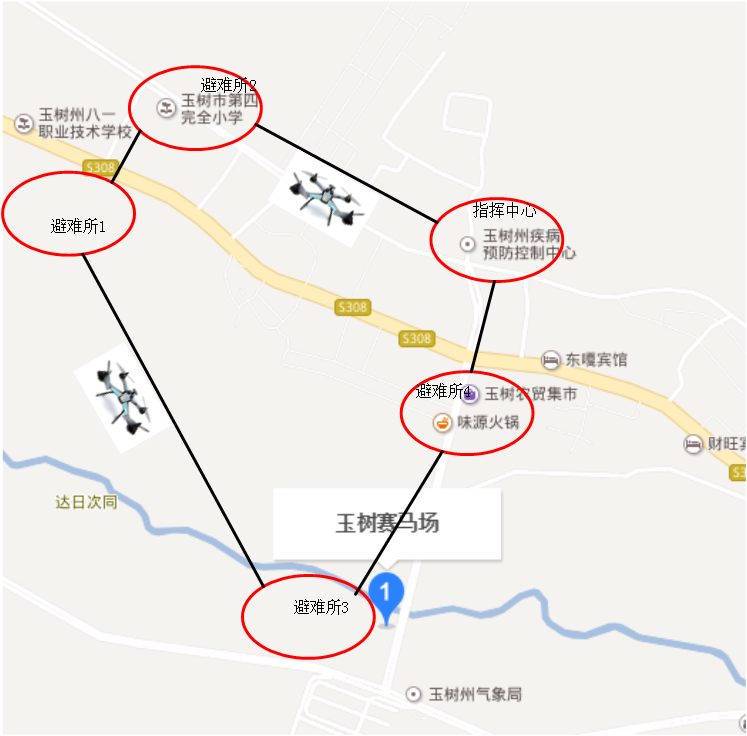 避难所2
玉树市第四
完全小学
玉树州八一
职业技术学校
S308
避难所1
指挥中心
玉树州疾病
预防控制中心
S308
S308
东嘎宾馆
避难所4
玉树农贸集市
味源火锅
财旺宾
S3
达日次同
玉树赛马场
1
避难所3
玉树州气象局